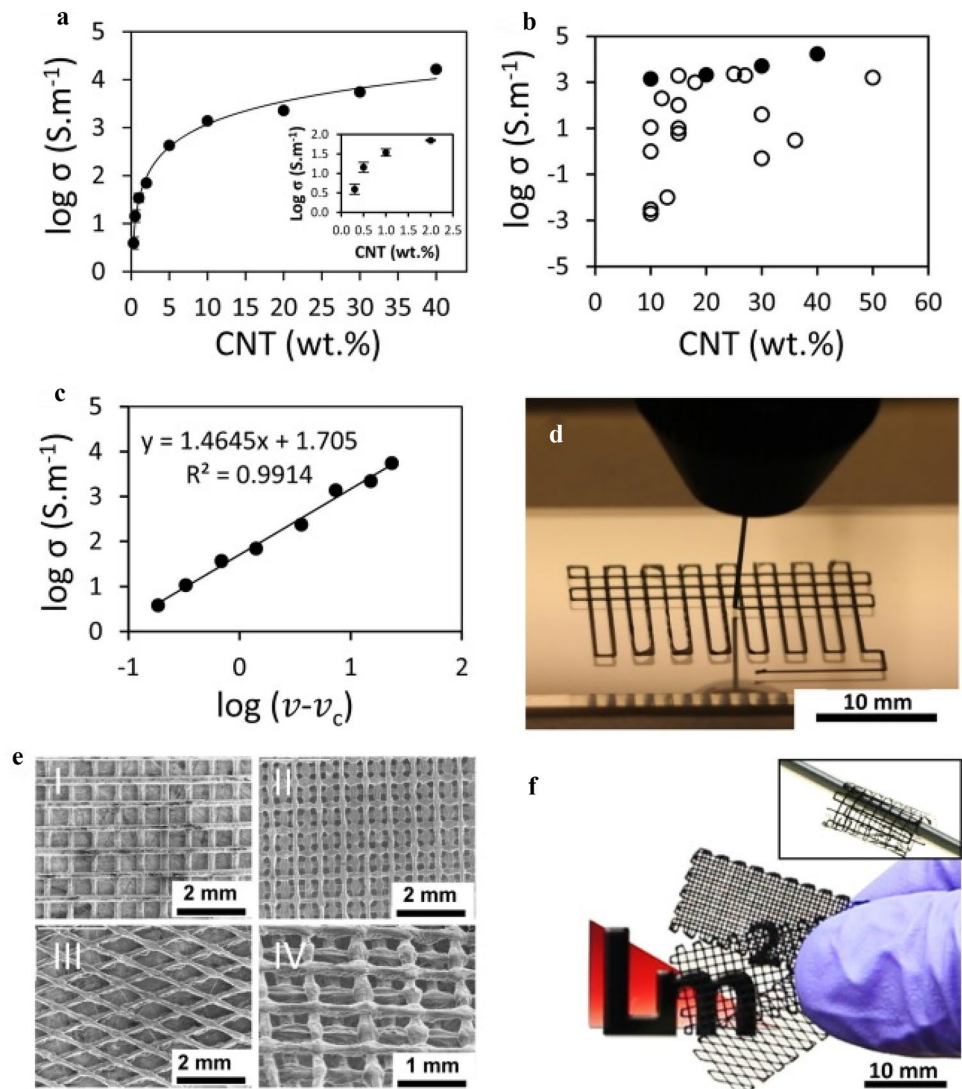 a
5
4
3
2
1
0
log σ (S.m⁻¹)
0 5 10 15 20 25 30 35 40
CNT (wt.%)
2.0
1.5
1.0
0.5
0.0
Log σ (S.m⁻¹)
0.0 0.5 1.0 1.5 2.0 2.5
CNT (wt.%)
b
5
3
1
-1
-3
-5
log σ (S.m⁻¹)
0 10 20 30 40 50 60
CNT (wt.%)
c
5
4
3
2
1
0
log σ (S.m⁻¹)
y = 1.4645x + 1.705
R² = 0.9914
-1 0 1 2
log (v-v_c)
d
10 mm
e
I
2 mm
II
2 mm
III
2 mm
IV
1 mm
f
Lm²
10 mm